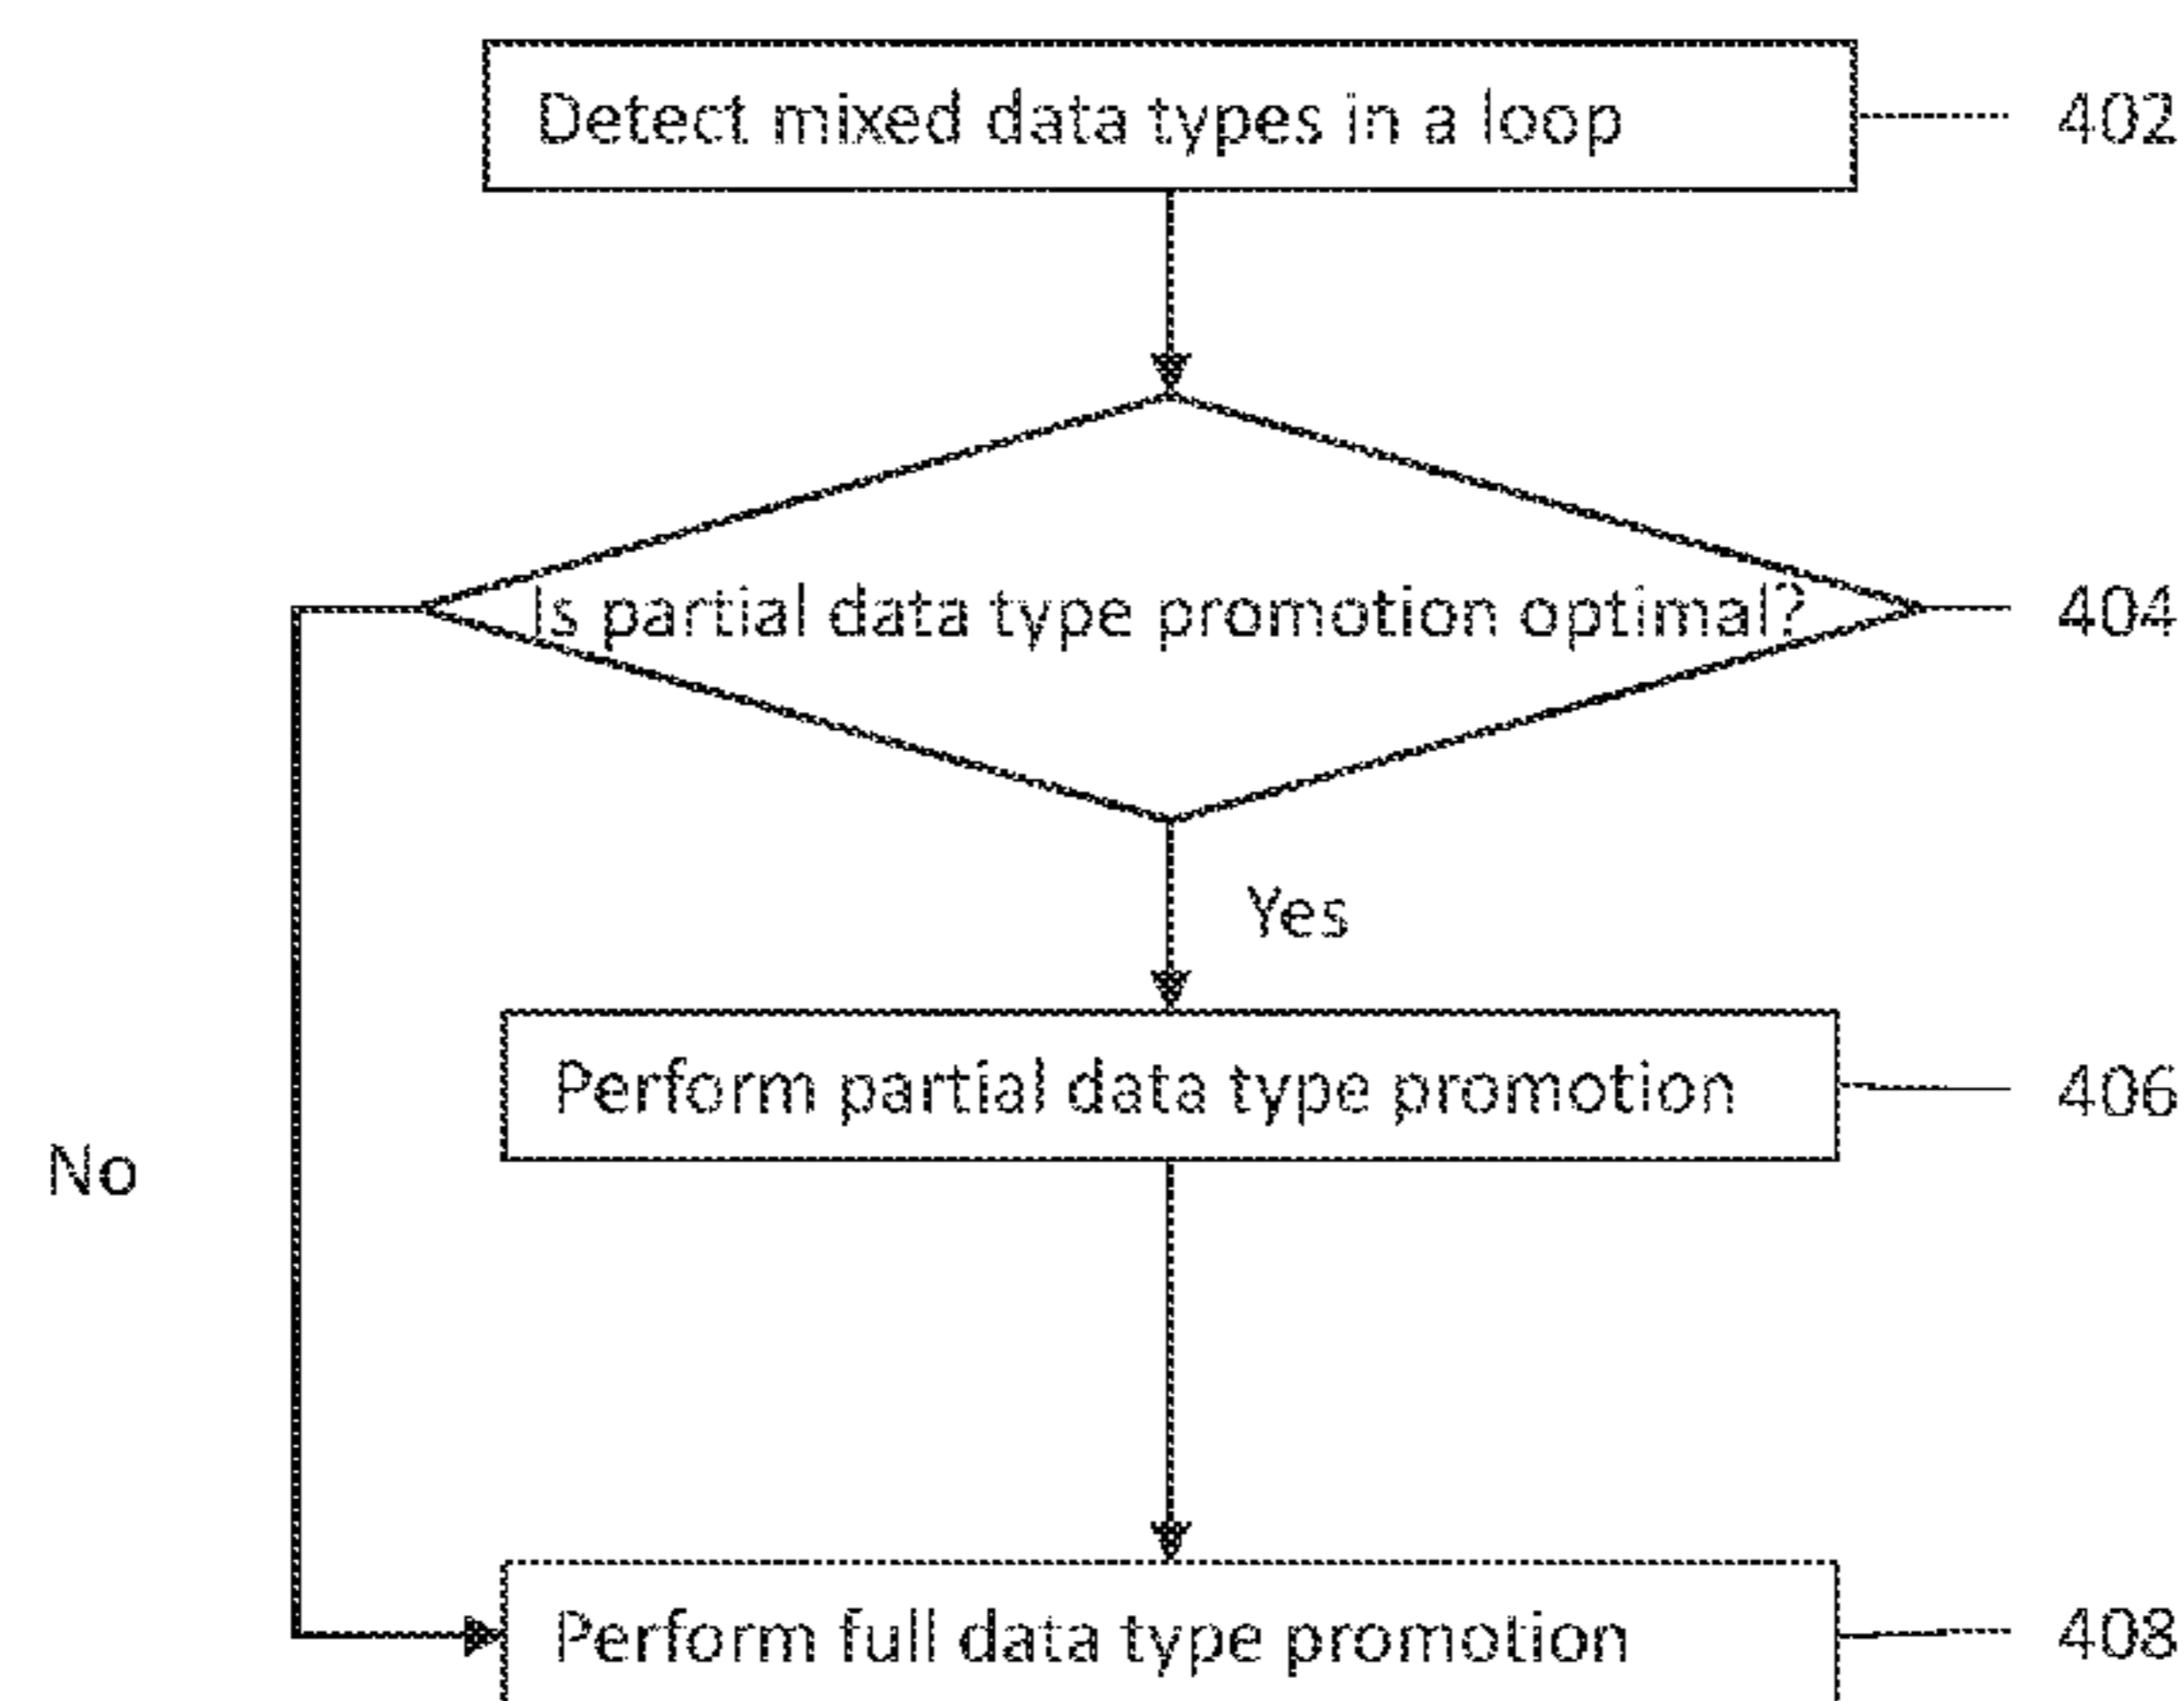 Detect mixed data types in a loop
402
Is partial data type promotion optimal?
404
Yes
Perform partial data type promotion
406
No
Perform full data type promotion
408